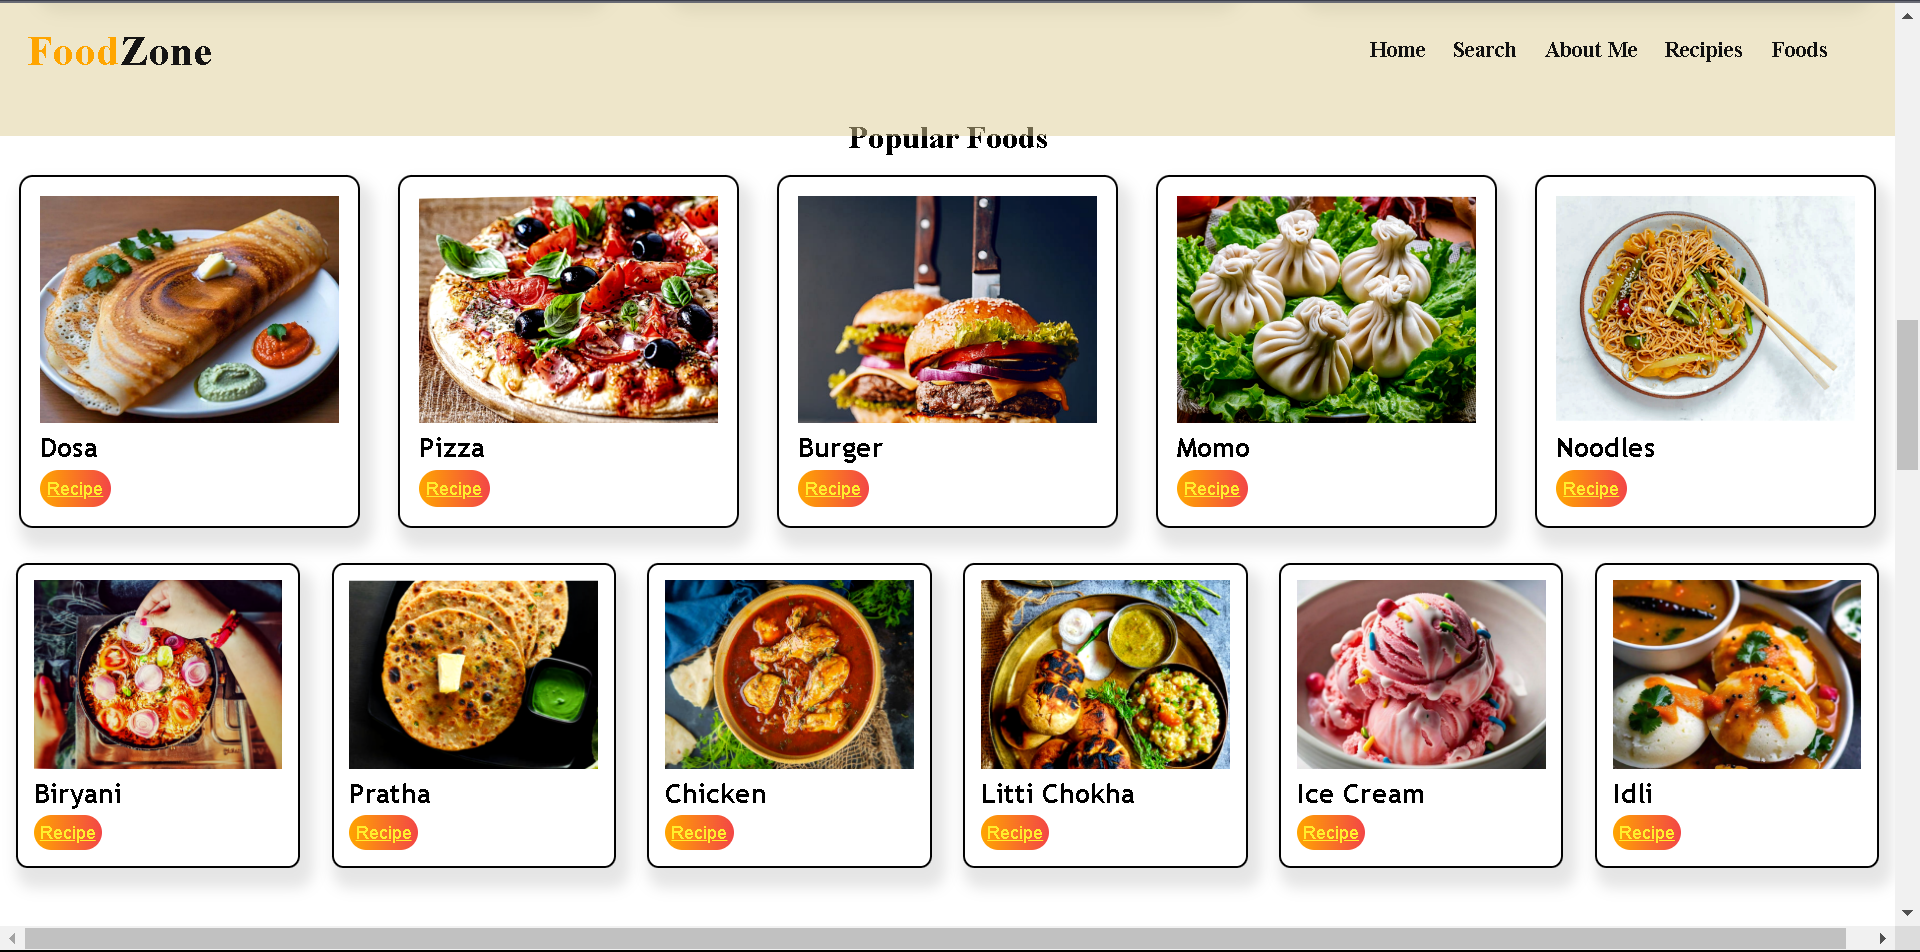 FoodZone
Home Search About Me Recipies Foods
Popular Foods
Dosa
Recipe
Pizza
Recipe
Burger
Recipe
Momo
Recipe
Noodles
Recipe
Biryani
Recipe
Pratha
Recipe
Chicken
Recipe
Litti Chokha
Recipe
Ice Cream
Recipe
Idli
Recipe